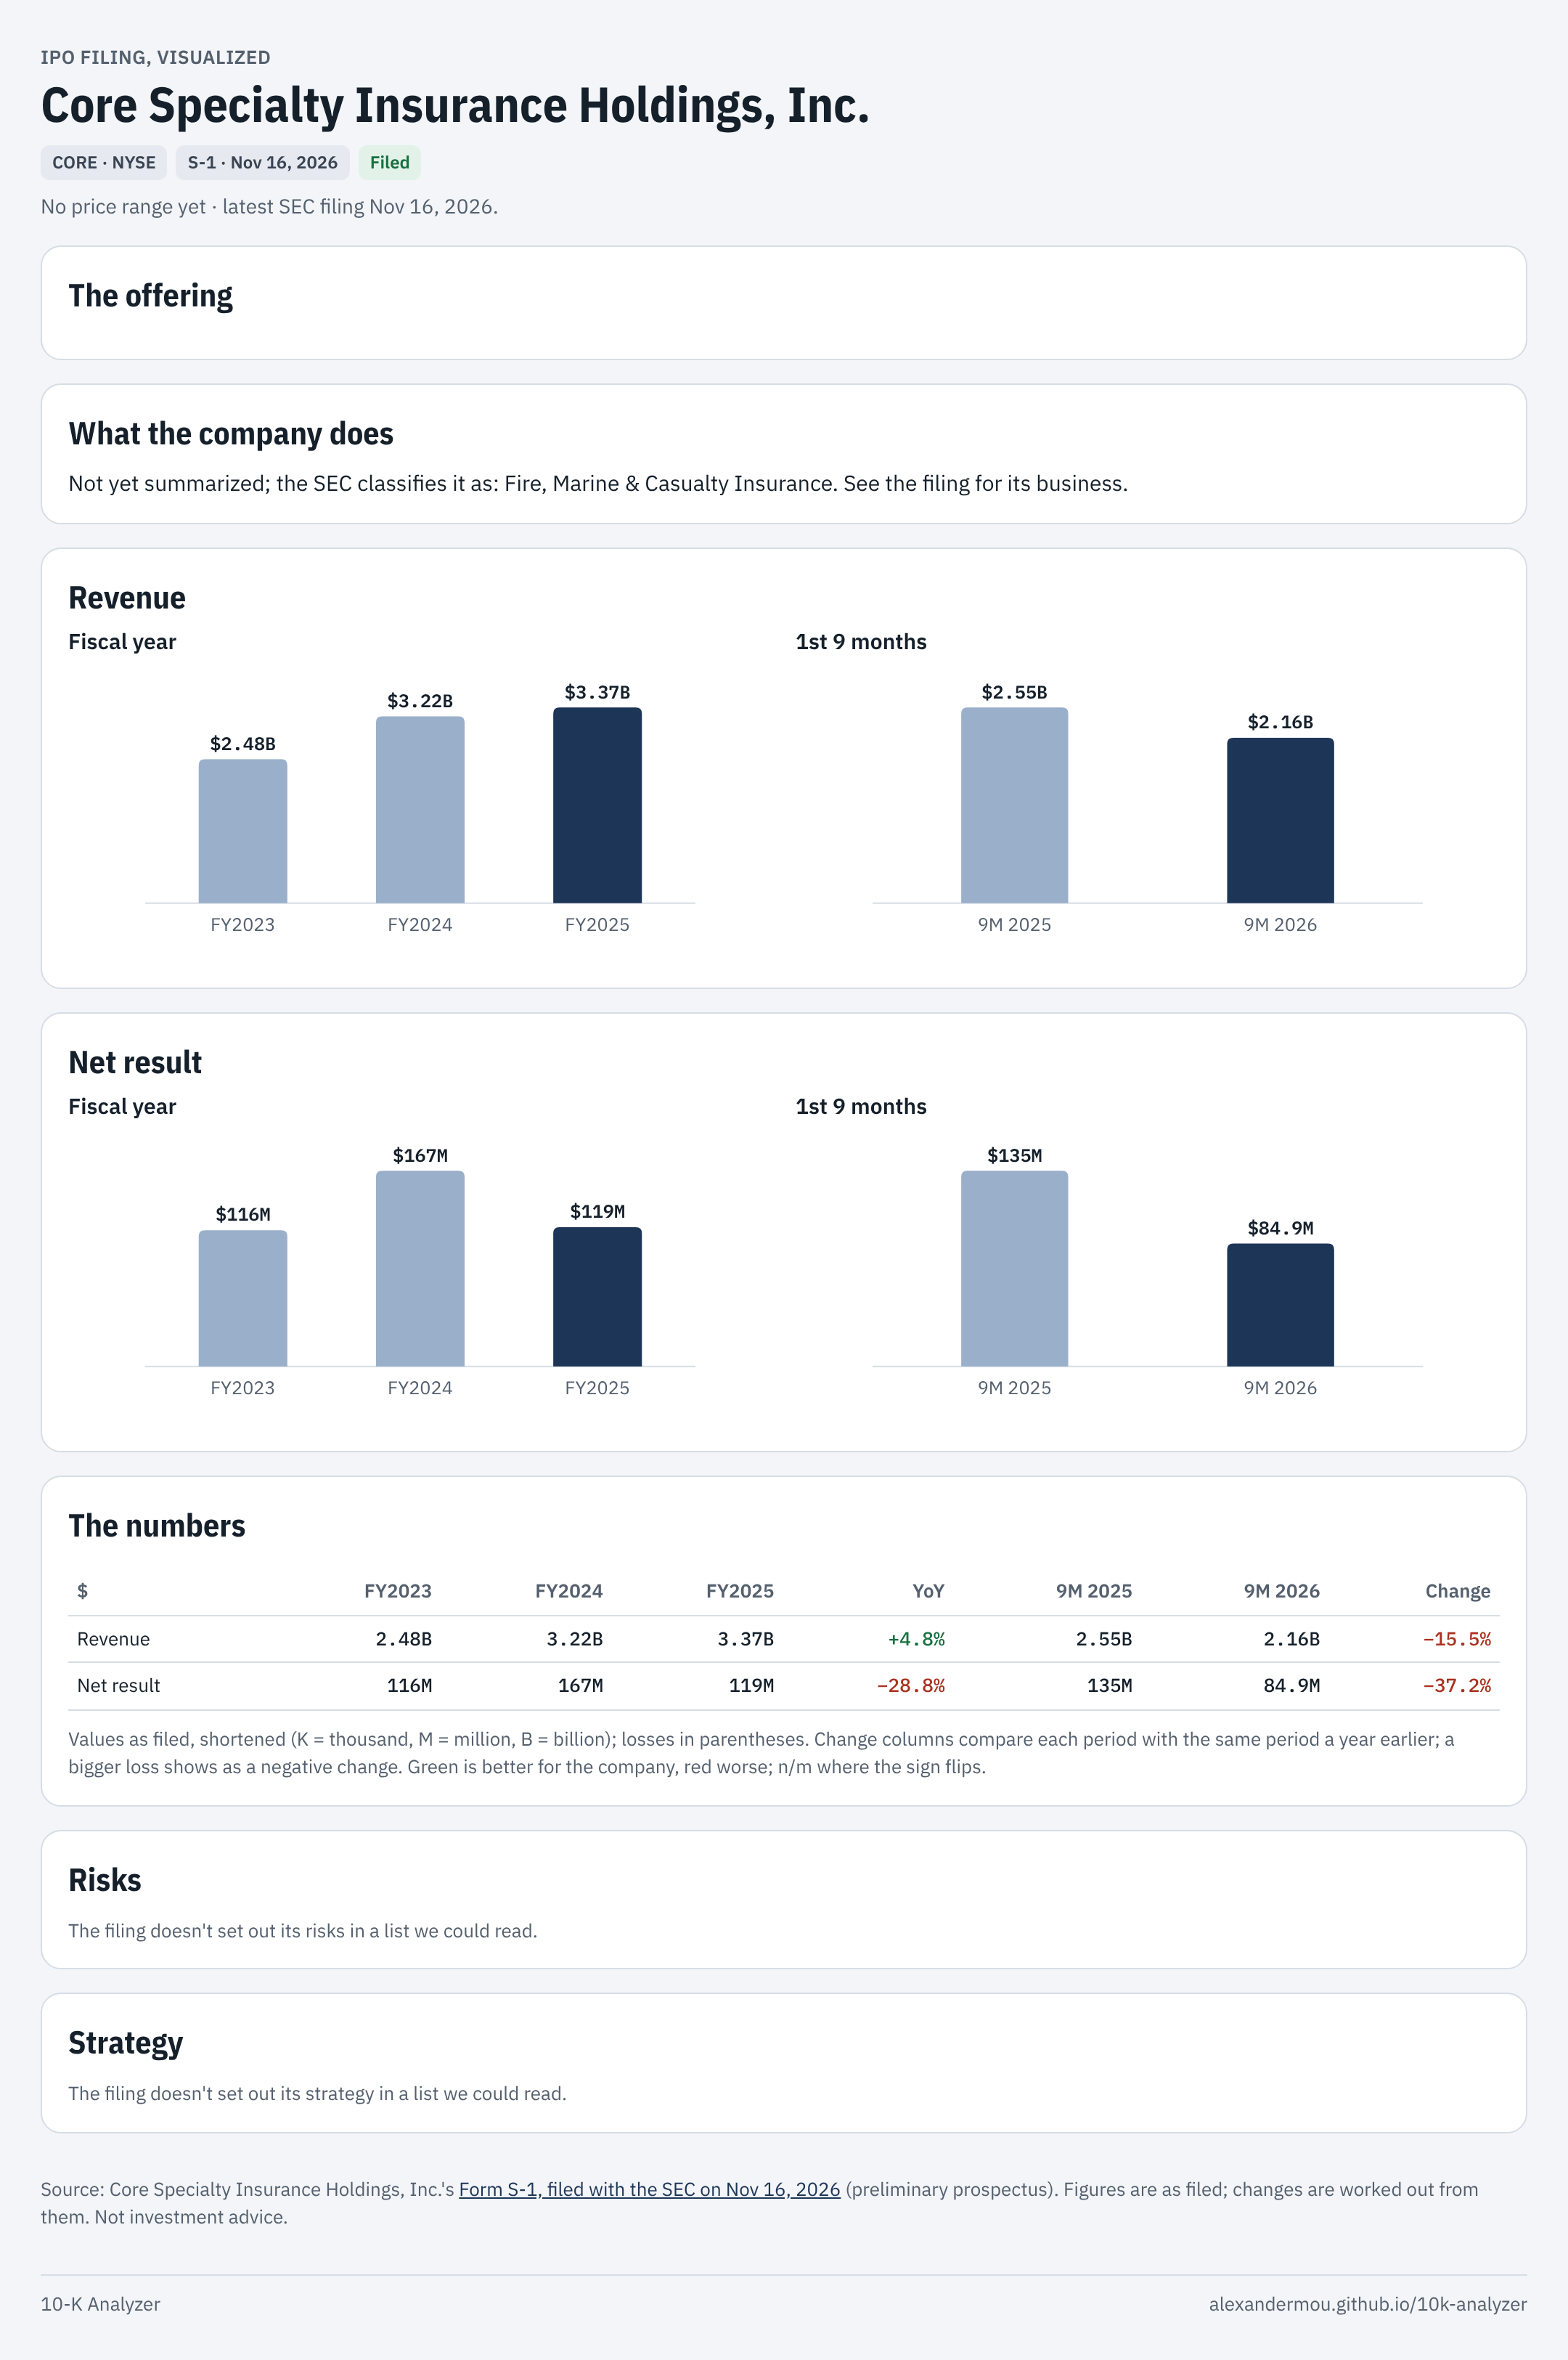 IPO FILING, VISUALIZED
Core Specialty Insurance Holdings, Inc.
CORE · NYSE S-1 · Nov 16, 2026 Filed
No price range yet · latest SEC filing Nov 16, 2026.
The offering
What the company does
Not yet summarized; the SEC classifies it as: Fire, Marine & Casualty Insurance. See the filing for its business.
Revenue
Fiscal year
$2.48B $3.22B $3.37B
FY2023 FY2024 FY2025
1st 9 months
$2.55B $2.16B
9M 2025 9M 2026
Net result
Fiscal year
$116M $167M $119M
FY2023 FY2024 FY2025
1st 9 months
$135M $84.9M
9M 2025 9M 2026
The numbers
$ FY2023 FY2024 FY2025 YoY 9M 2025 9M 2026 Change
Revenue 2.48B 3.22B 3.37B +4.8% 2.55B 2.16B −15.5%
Net result 116M 167M 119M −28.8% 135M 84.9M −37.2%
Values as filed, shortened (K = thousand, M = million, B = billion); losses in parentheses. Change columns compare each period with the same period a year earlier; a
bigger loss shows as a negative change. Green is better for the company, red worse; n/m where the sign flips.
Risks
The filing doesn't set out its risks in a list we could read.
Strategy
The filing doesn't set out its strategy in a list we could read.
Source: Core Specialty Insurance Holdings, Inc.'s Form S-1, filed with the SEC on Nov 16, 2026 (preliminary prospectus). Figures are as filed; changes are worked out from
them. Not investment advice.
10-K Analyzer alexandermou.github.io/10k-analyzer